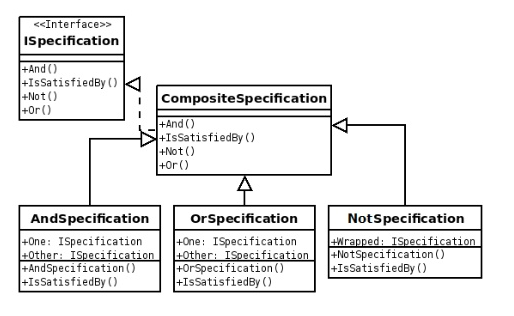 <<Interface>>
ISpecification
+And()
+IsSatisfiedBy()
+Not()
+Or()
CompositeSpecification
+And()
+IsSatisfiedBy()
+Not()
+Or()
AndSpecification
+One: ISpecification
+Other: ISpecification
+AndSpecification()
+IsSatisfiedBy()
OrSpecification
+One: ISpecification
+Other: ISpecification
+OrSpecification()
+IsSatisfiedBy()
NotSpecification
+Wrapped: ISpecification
+NotSpecification()
+IsSatisfiedBy()